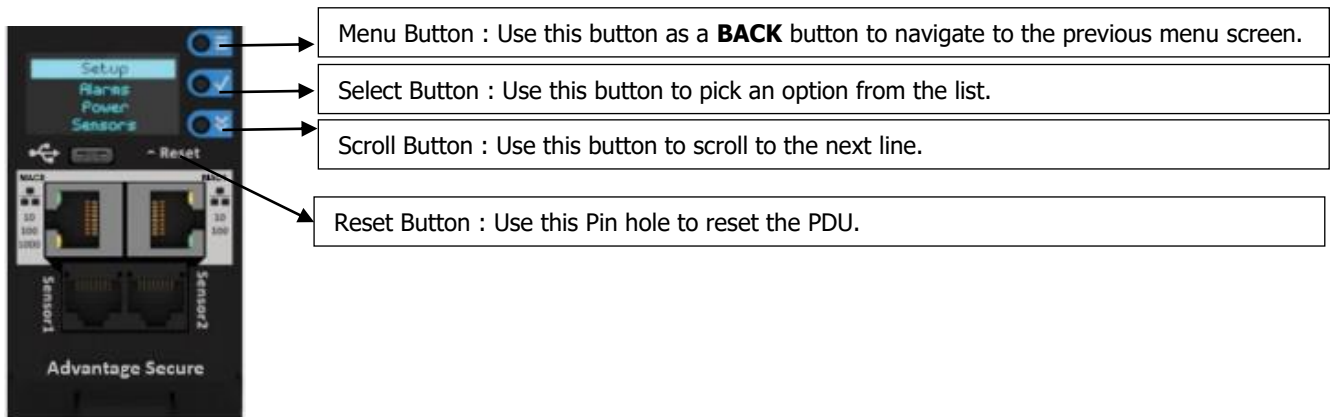 Menu Button : Use this button as a BACK button to navigate to the previous menu screen.
Select Button : Use this button to pick an option from the list.
Scroll Button : Use this button to scroll to the next line.
Reset Button : Use this Pin hole to reset the PDU.
Setup
Alarms
Power
Sensors
Reset
10
100
1000
10
100
Sensor1
Sensor2
Advantage Secure